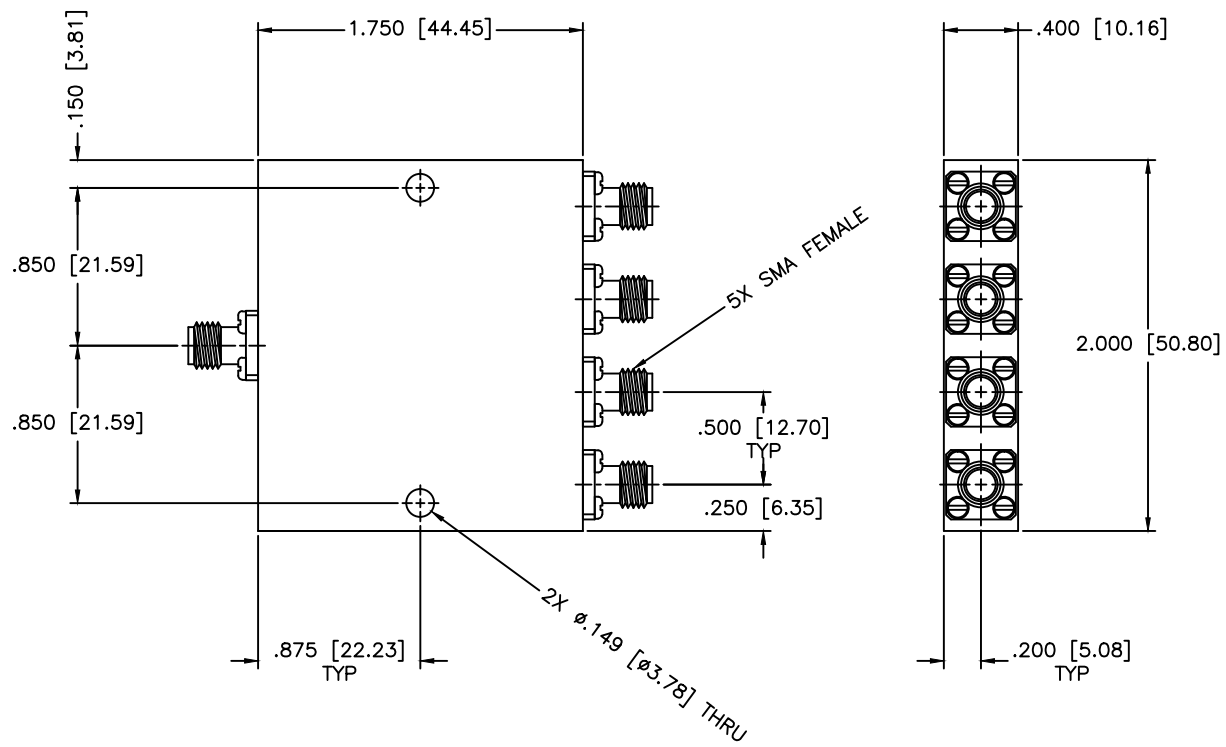 1.750 [44.45]
.400 [10.16]
.150 [3.81]
.850 [21.59]
5X SMA FEMALE
2.000 [50.80]
.850 [21.59]
.500 [12.70]
TYP
.250 [6.35]
2X ø.149 [ø3.78] THRU
.875 [22.23]
TYP
.200 [5.08]
TYP